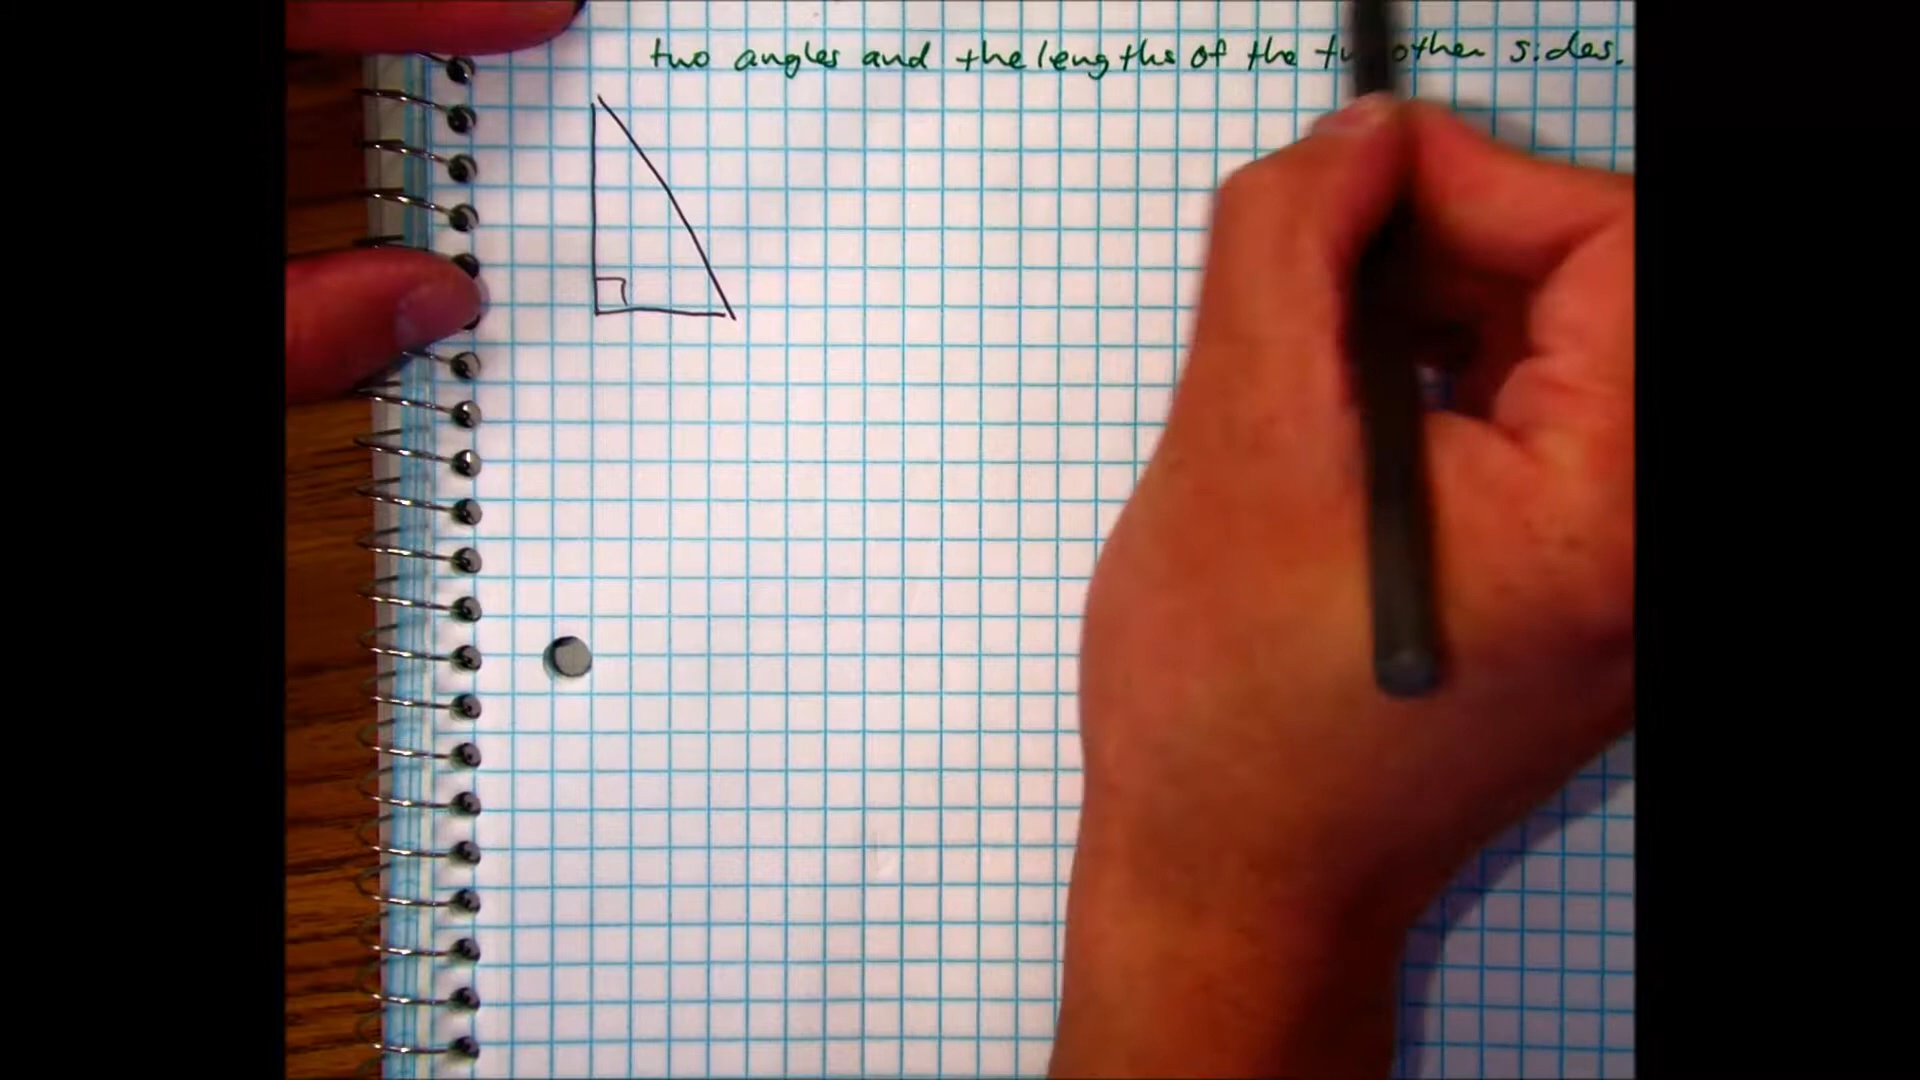 two angles and the lengths of the other sides.